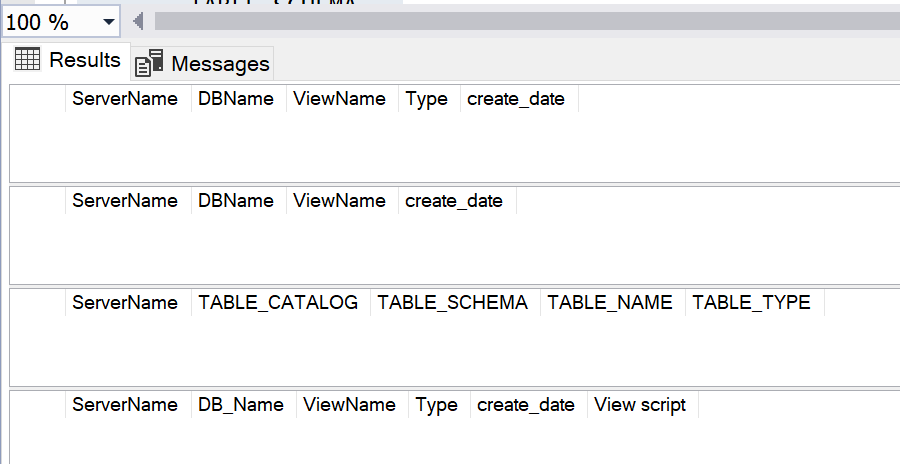 100 %
Results Messages
ServerName DBName ViewName Type create_date
ServerName DBName ViewName create_date
ServerName TABLE_CATALOG TABLE_SCHEMA TABLE_NAME TABLE_TYPE
ServerName DB_Name ViewName Type create_date View script